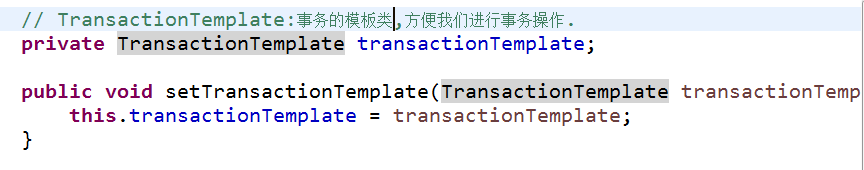 // TransactionTemplate:事务的模板类,方便我们进行事务操作.
private TransactionTemplate transactionTemplate;
public void setTransactionTemplate(TransactionTemplate transactionTemp
this.transactionTemplate = transactionTemplate;
}